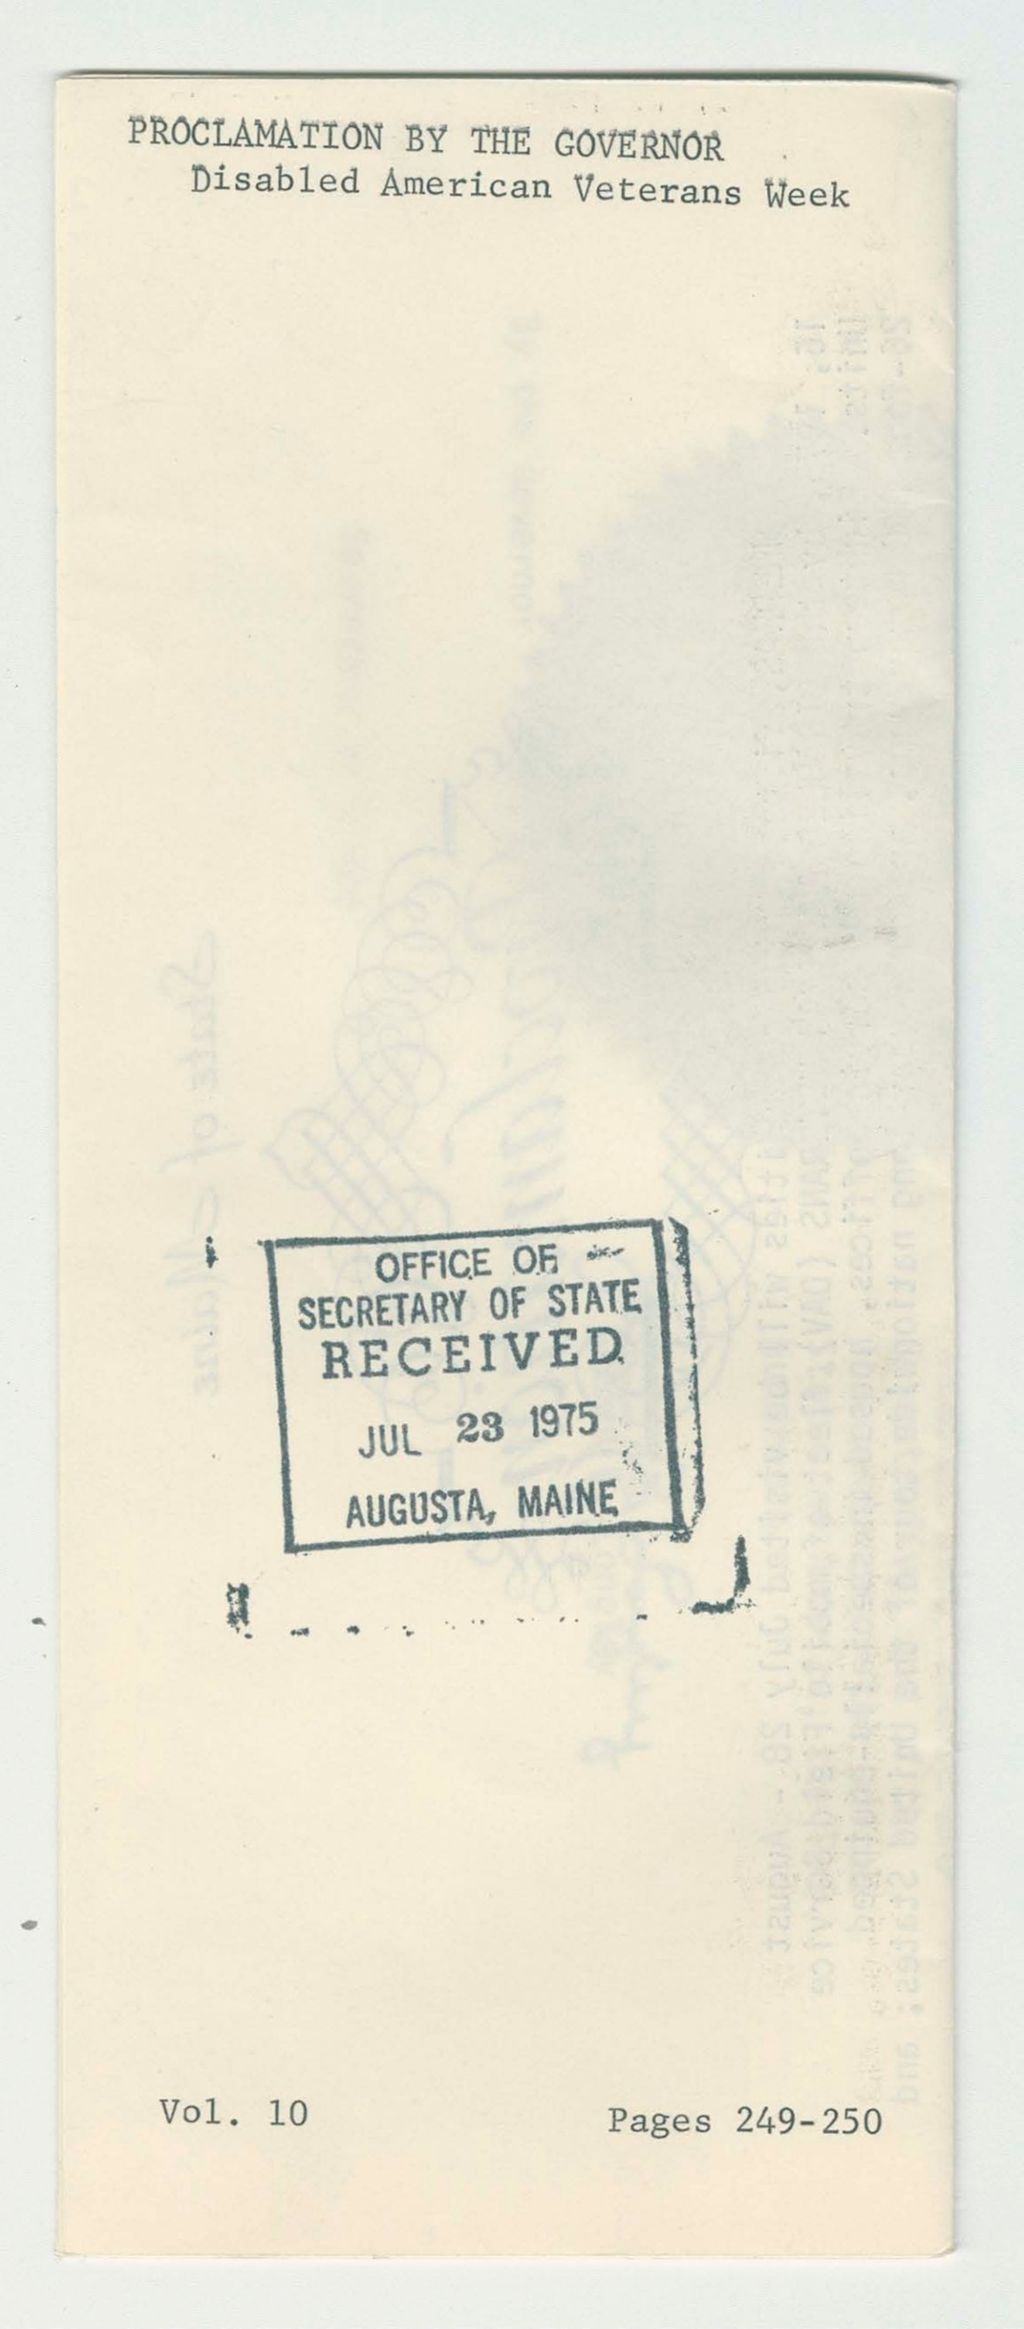 PROCLAMATION BY THE GOVERNOR
Disabled American Veterans Week
OFFICE OF
SECRETARY OF STATE
RECEIVED
JUL 23 1975
AUGUSTA, MAINE
Vol. 10
Pages 249-250